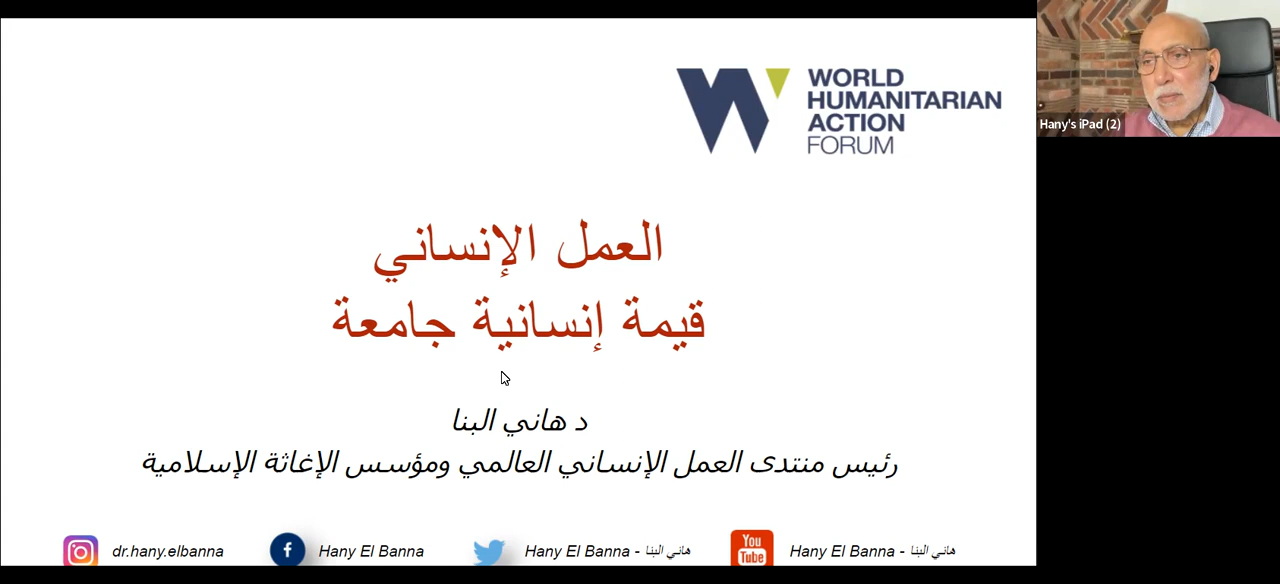 WORLD
HUMANITARIAN
ACTION
FORUM
Hany's iPad (2)
العمل الإنساني
قيمة إنسانية جامعة
د هاني البنا
رئيس منتدى العمل الإنساني العالمي ومؤسس الإغاثة الإسلامية
dr.hany.elbanna
Hany El Banna
Hany El Banna - هاني البنا
You
Tube
Hany El Banna - هاني البنا